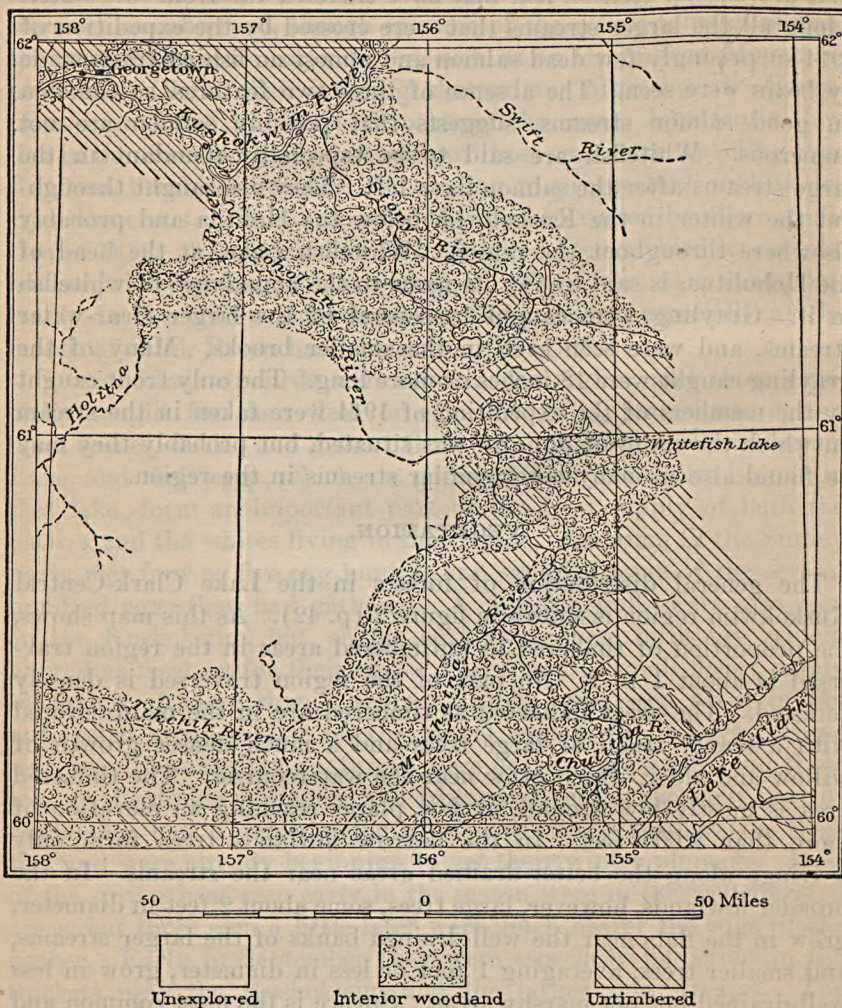 158° 157° 156° 155° 154°
62 62°
Georgetown
Kuskokwim River
Swift River
Stony River
Holitna River
Hoholitna River
Holitna
61° 61°
Whitefish Lake
Mulchatna River
Tikchik River
Chulitna R.
Lake Clark
60° 60°
158° 157° 156° 155° 154°
50 0 50 Miles
Unexplored Interior woodland Untimbered